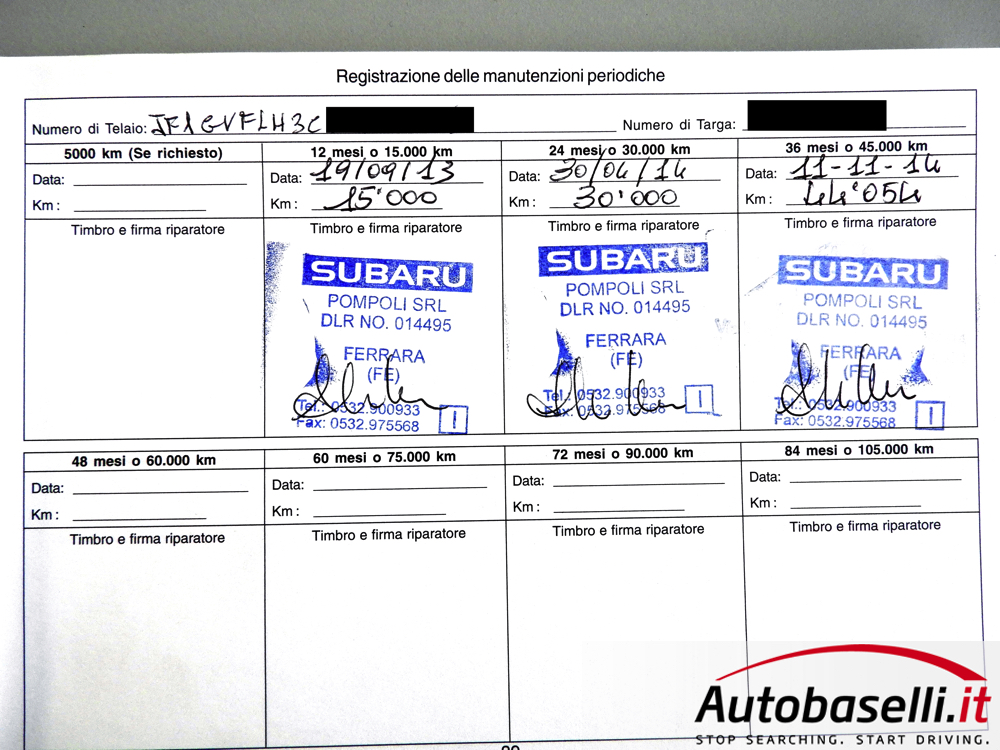 Registrazione delle manutenzioni periodiche
Numero di Telaio: JF1GVFLH3C Numero di Targa:
5000 km (Se richiesto) 12 mesi o 15.000 km 24 mesi o 30.000 km 36 mesi o 45.000 km
Data: Data: 19/09/13 Data: 30/04/14 Data: 11-11-14
Km: Km: 15'000 Km: 30'000 Km: 44'054
Timbro e firma riparatore Timbro e firma riparatore Timbro e firma riparatore Timbro e firma riparatore
SUBARU SUBARU SUBARU
POMPOLI SRL POMPOLI SRL POMPOLI SRL
DLR NO. 014495 DLR NO. 014495 DLR NO. 014495
FERRARA FERRARA FERRARA
(FE) (FE) (FE)
Tel.: 0532.900933 Tel.: 0532.900933 Tel.: 0532.900933
Fax: 0532.975568 I Fax: 0532.975568 I Fax: 0532.975568 I
48 mesi o 60.000 km 60 mesi o 75.000 km 72 mesi o 90.000 km 84 mesi o 105.000 km
Data: Data: Data: Data:
Km: Km: Km: Km:
Timbro e firma riparatore Timbro e firma riparatore Timbro e firma riparatore Timbro e firma riparatore
Autobaselli.it
STOP SEARCHING. START DRIVING.